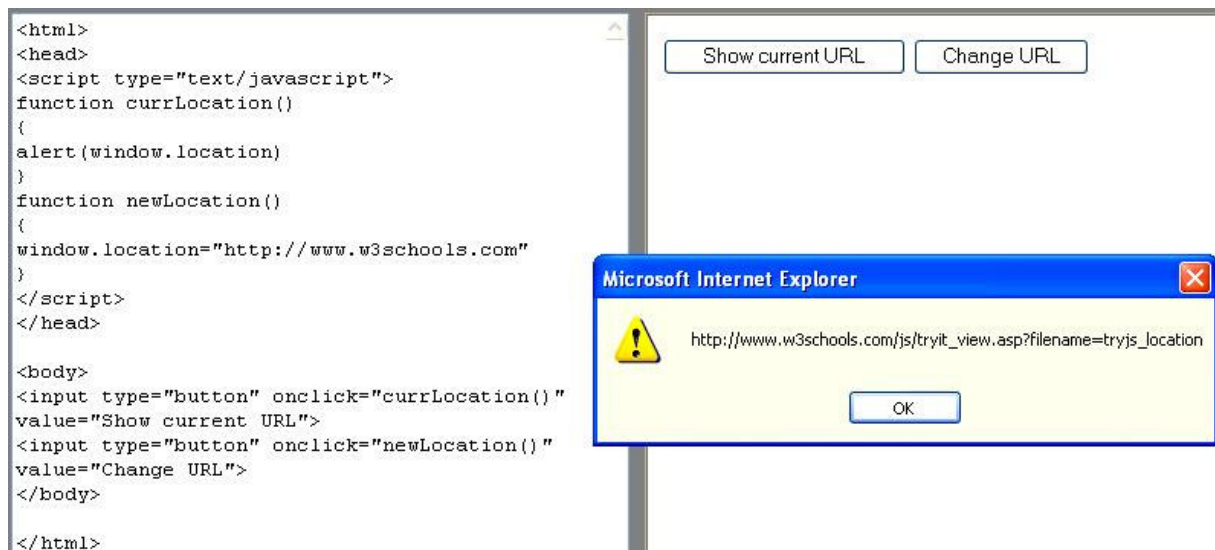 <html>
<head>
<script type="text/javascript">
function currLocation()
{
alert(window.location)
}
function newLocation()
{
window.location="http://www.w3schools.com"
}
</script>
</head>
<body>
<input type="button" onclick="currLocation()"
value="Show current URL">
<input type="button" onclick="newLocation()"
value="Change URL">
</body>
</html>
Show current URL
Change URL
Microsoft Internet Explorer
http://www.w3schools.com/js/tryit_view.asp?filename=tryjs_location
OK